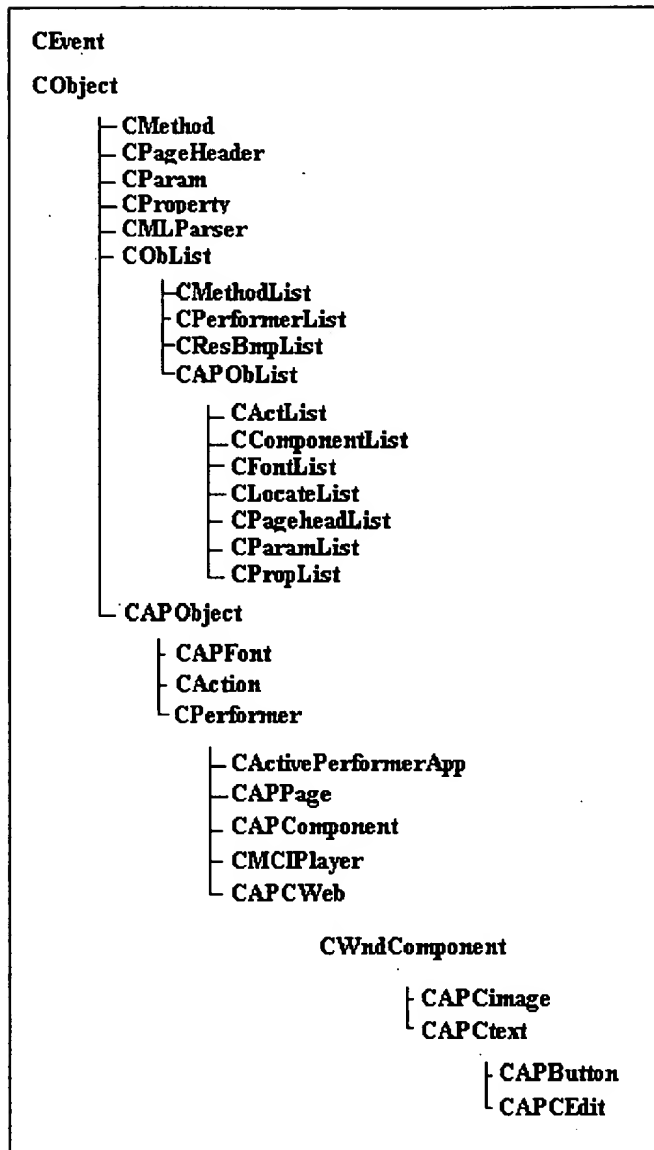 CEvent
CObject
CMethod
CPageHeader
CParam
CProperty
CMLParser
CObList
CMethodList
CPerformerList
CResBmpList
CAPObList
CActList
CComponentList
CFontList
CLocateList
CPageheadList
CParamList
CPropList
CAPObject
CAPFont
CAction
CPerformer
CActivePerformerApp
CAPPage
CAPComponent
CMCIPlayer
CAPCWeb
CWndComponent
CAPCimage
CAPCtext
CAPButton
CAPCEdit